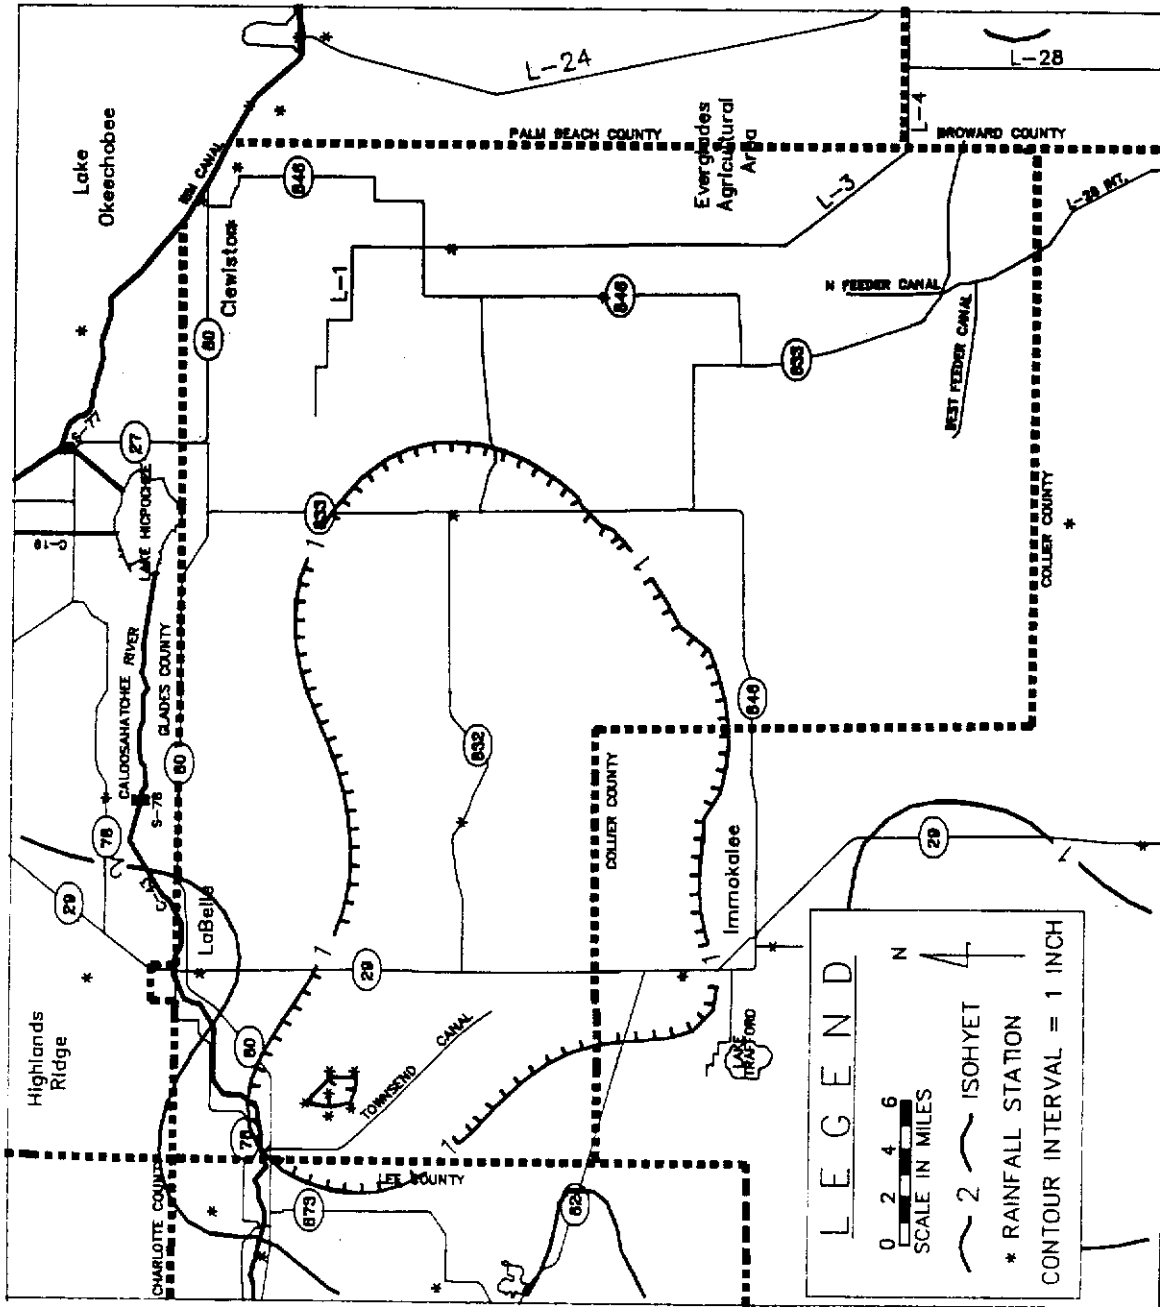 Highlands
Ridge
Lake
Okeechobee
CHARLOTTE COUNTY
29
78
2
LaBelle
S-78
CALOOSAHATCHEE RIVER
GLADES COUNTY
80
LAKE HICPOCHEE
27
S-77
RIM CANAL
80
Clewiston
846
PALM BEACH COUNTY
L-24
78
80
LEE COUNTY
873
TOWNSEND CANAL
1
1
29
1
833
L-1
832
846
Everglades
Agricultural
Area
L-3
L-4
BROWARD COUNTY
L-28
L-28 INT.
N FEEDER CANAL
WEST FEEDER CANAL
833
1
COLLIER COUNTY
846
COLLIER COUNTY
Immokalee
1
LAKE
TRAFFORD
29
1
LEGEND
0 2 4 6
SCALE IN MILES
N
2 ISOHYET
* RAINFALL STATION
CONTOUR INTERVAL = 1 INCH